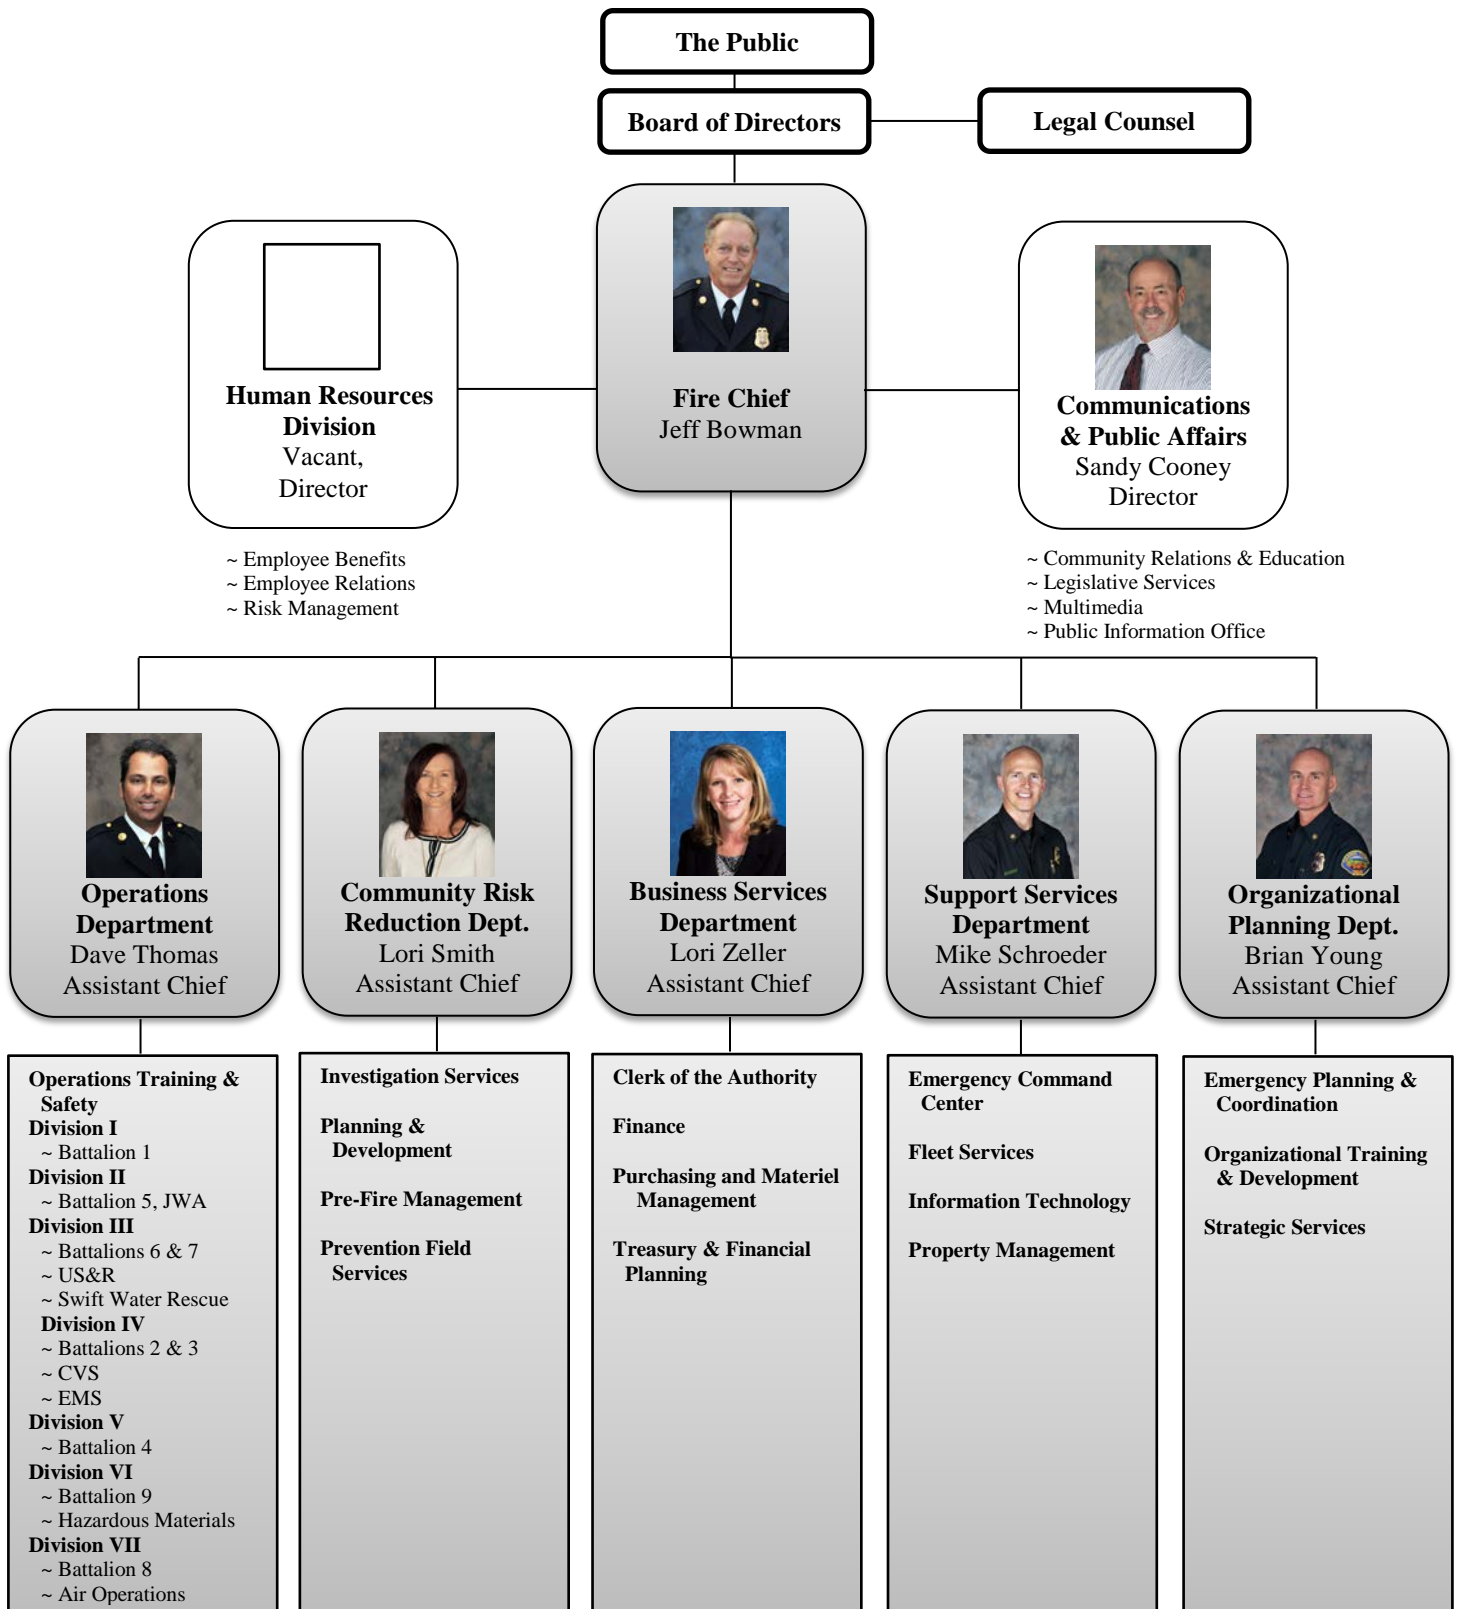 The Public
Board of Directors
Legal Counsel
Fire Chief
Jeff Bowman
Human Resources
Division
Vacant,
Director
~ Employee Benefits
~ Employee Relations
~ Risk Management
Communications
& Public Affairs
Sandy Cooney
Director
~ Community Relations & Education
~ Legislative Services
~ Multimedia
~ Public Information Office
Operations
Department
Dave Thomas
Assistant Chief
Community Risk
Reduction Dept.
Lori Smith
Assistant Chief
Business Services
Department
Lori Zeller
Assistant Chief
Support Services
Department
Mike Schroeder
Assistant Chief
Organizational
Planning Dept.
Brian Young
Assistant Chief
Operations Training &
Safety
Division I
~ Battalion 1
Division II
~ Battalion 5, JWA
Division III
~ Battalions 6 & 7
~ US&R
~ Swift Water Rescue
Division IV
~ Battalions 2 & 3
~ CVS
~ EMS
Division V
~ Battalion 4
Division VI
~ Battalion 9
~ Hazardous Materials
Division VII
~ Battalion 8
~ Air Operations
Investigation Services
Planning &
Development
Pre-Fire Management
Prevention Field
Services
Clerk of the Authority
Finance
Purchasing and Materiel
Management
Treasury & Financial
Planning
Emergency Command
Center
Fleet Services
Information Technology
Property Management
Emergency Planning &
Coordination
Organizational Training
& Development
Strategic Services